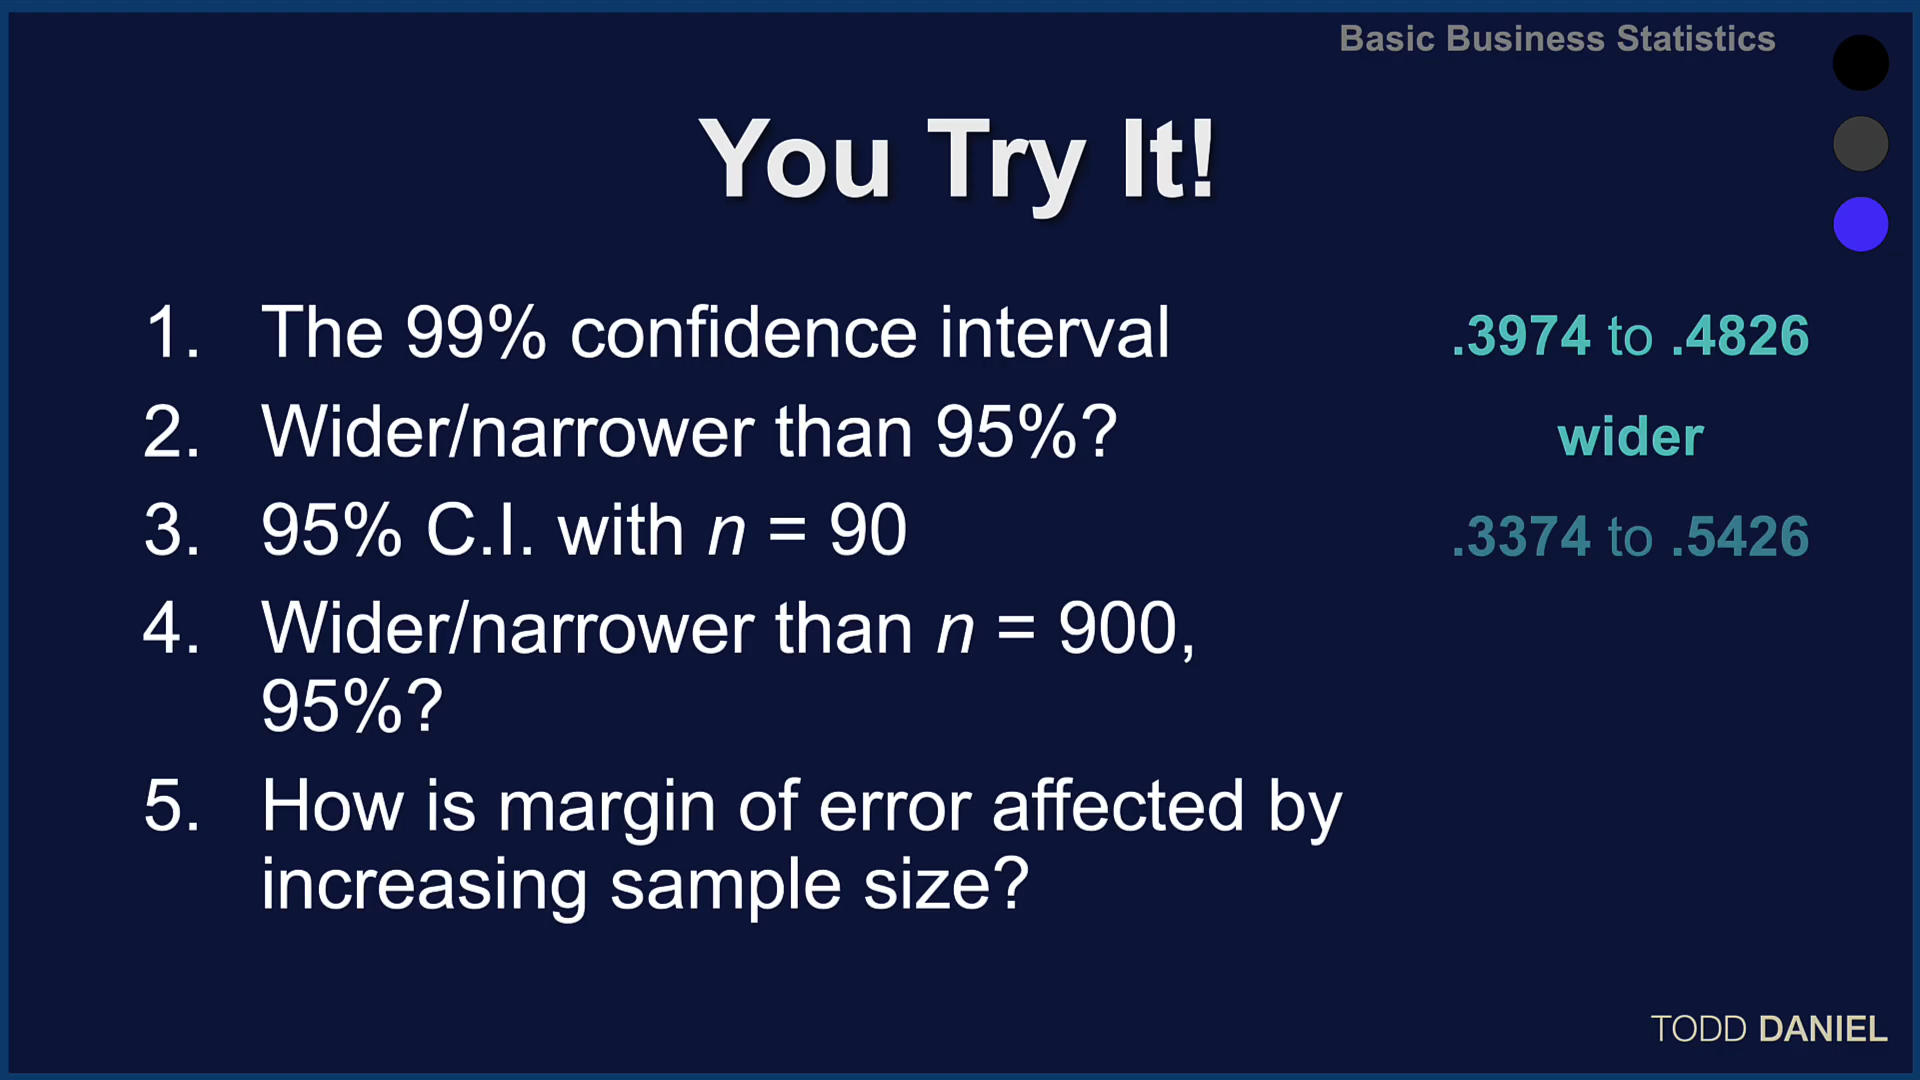 Basic Business Statistics
You Try It!
1. The 99% confidence interval .3974 to .4826
2. Wider/narrower than 95%? wider
3. 95% C.I. with n = 90 .3374 to .5426
4. Wider/narrower than n = 900,
95%?
5. How is margin of error affected by
increasing sample size?
TODD DANIEL